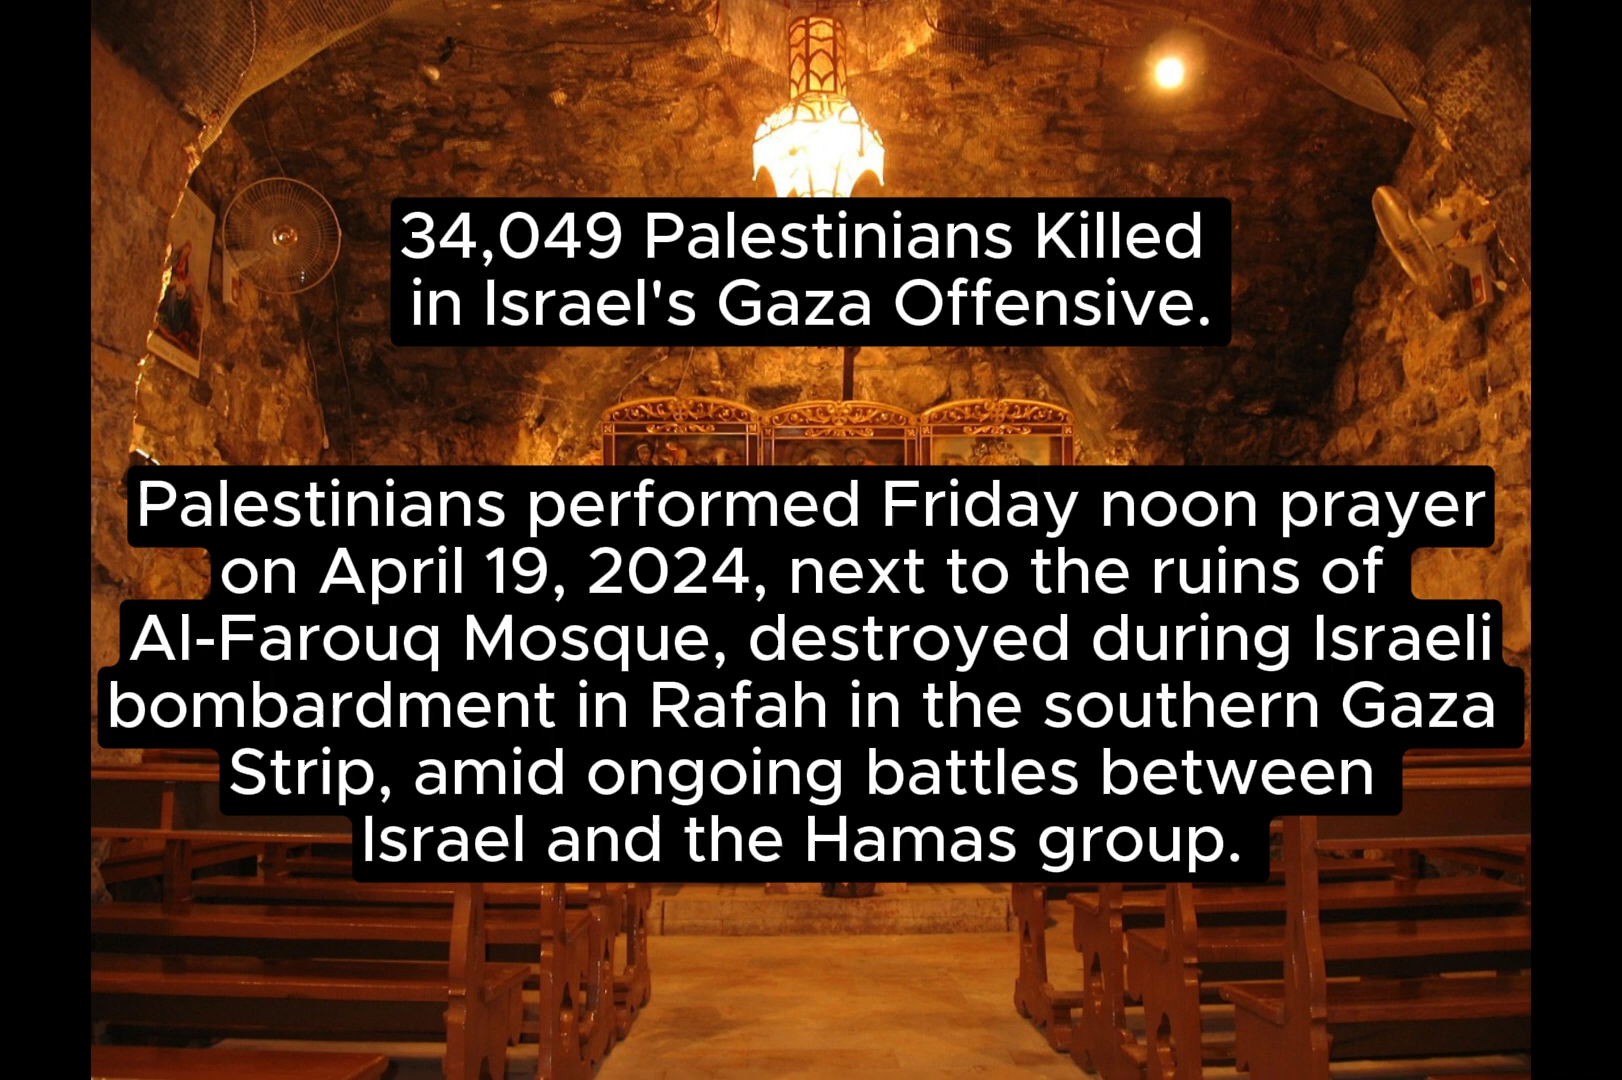 34,049 Palestinians Killed
in Israel's Gaza Offensive.
Palestinians performed Friday noon prayer
on April 19, 2024, next to the ruins of
Al-Farouq Mosque, destroyed during Israeli
bombardment in Rafah in the southern Gaza
Strip, amid ongoing battles between
Israel and the Hamas group.